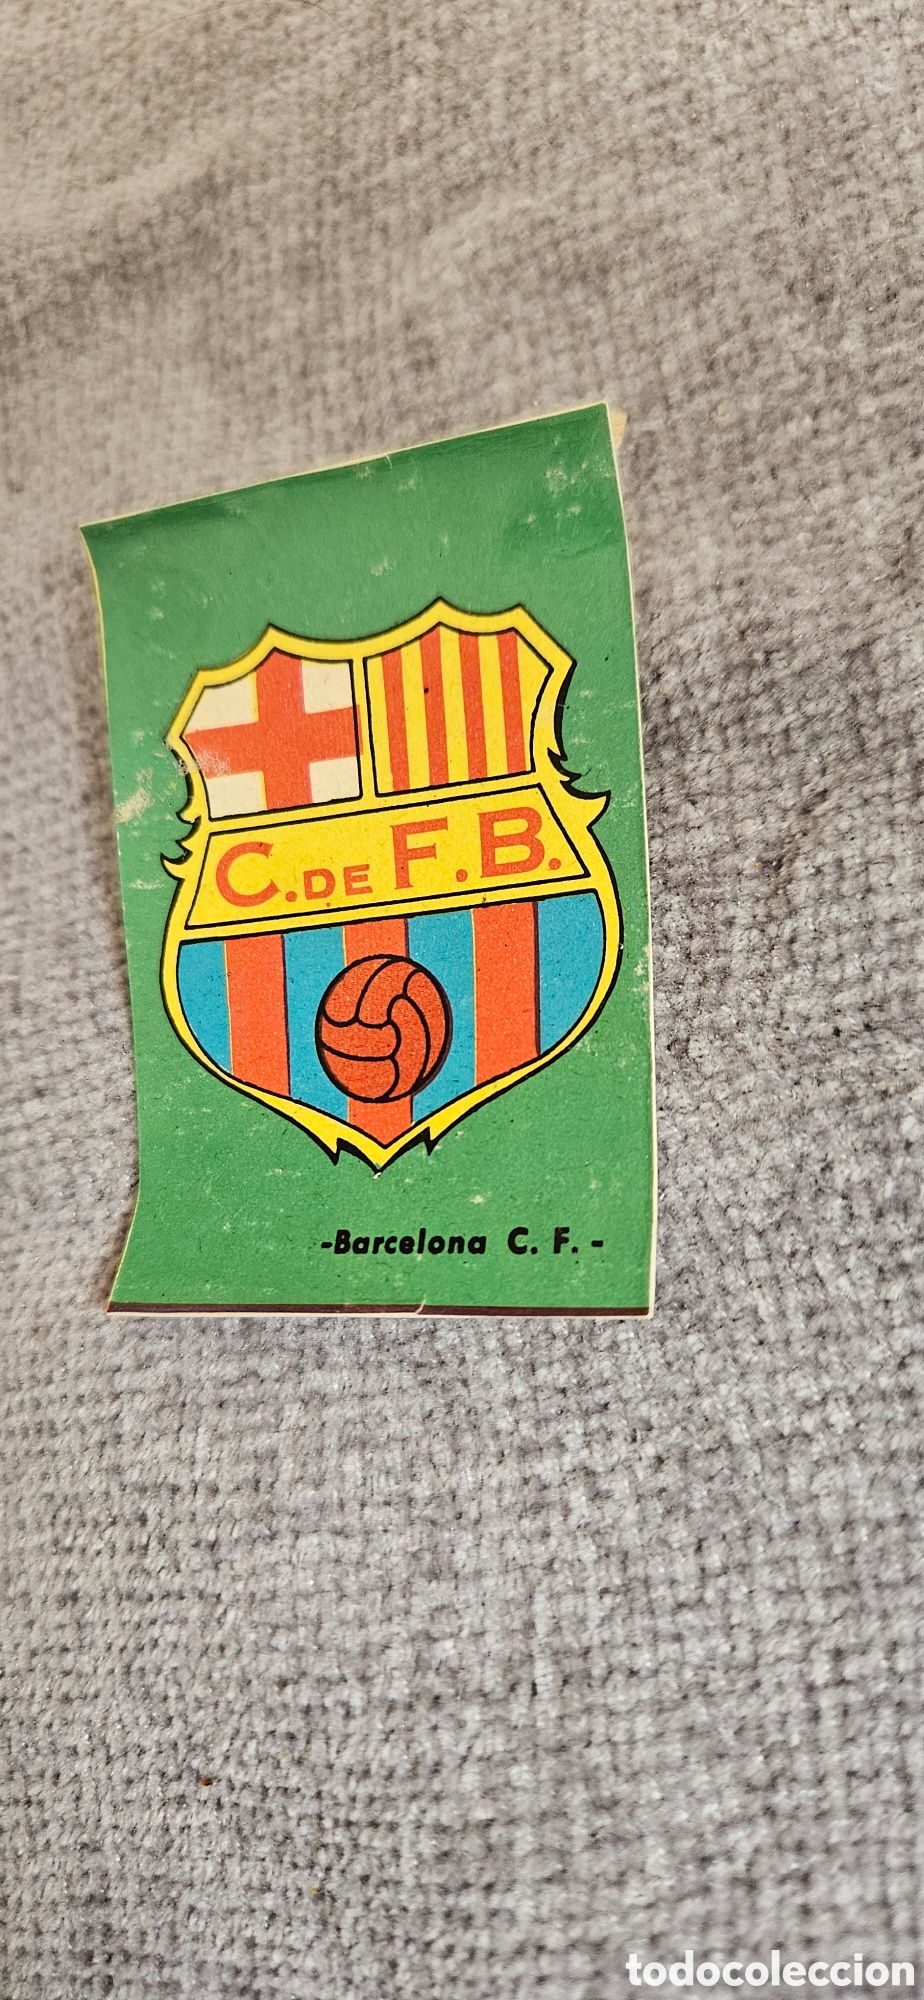 C. DE F. B.
-Barcelona C. F. -
todocoleccion